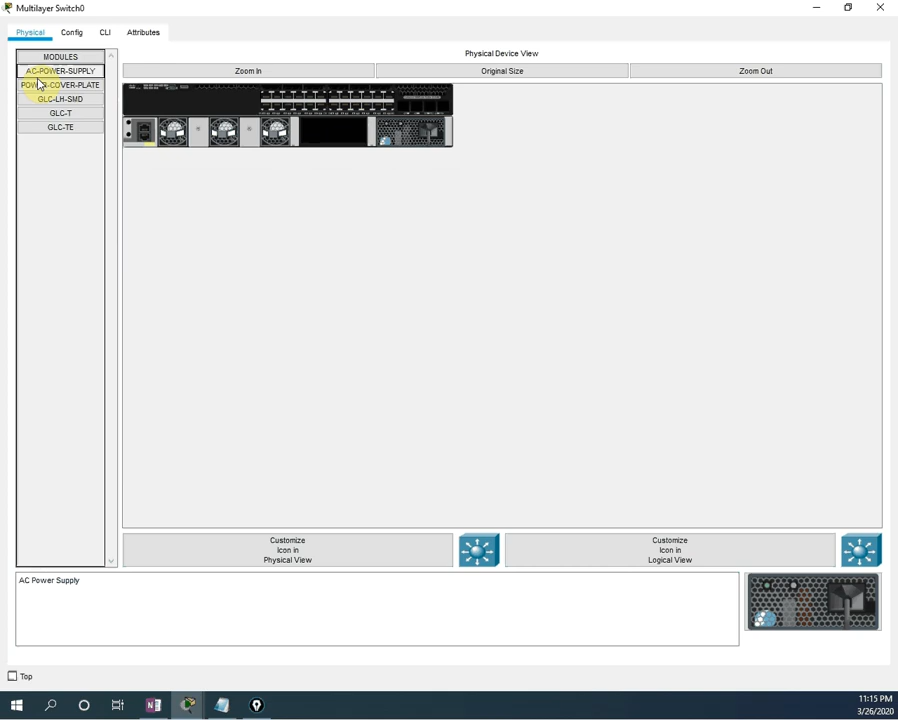 Multilayer Switch0
Physical Config CLI Attributes
MODULES
AC-POWER-SUPPLY
POWER-COVER-PLATE
GLC-LH-SMD
GLC-T
GLC-TE
Physical Device View
Zoom In Original Size Zoom Out
Customize
Icon in
Physical View
Customize
Icon in
Logical View
AC Power Supply
Top
11:15 PM
3/26/2020